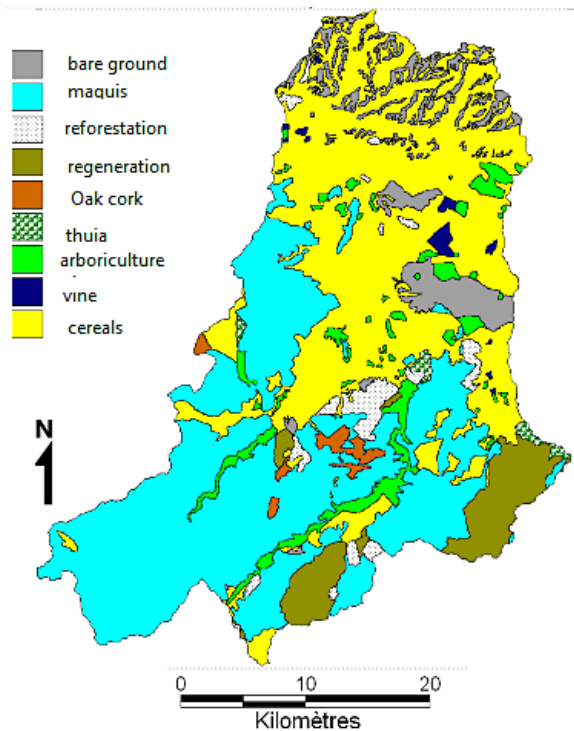 bare ground
maquis
reforestation
regeneration
Oak cork
thuia
arboriculture
vine
cereals
N
0 10 20
Kilomètres